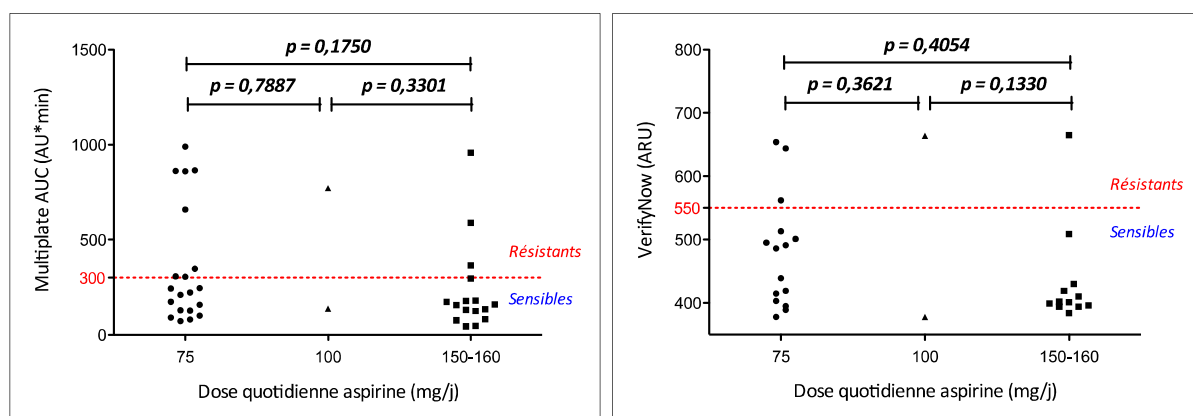 p = 0,1750
p = 0,7887
p = 0,3301
1500
1000
500
300
0
Multiplate AUC (AU*min)
Résistants
Sensibles
75
100
150-160
Dose quotidienne aspirine (mg/j)
p = 0,4054
p = 0,3621
p = 0,1330
800
700
600
550
500
400
VerifyNow (ARU)
Résistants
Sensibles
75
100
150-160
Dose quotidienne aspirine (mg/j)